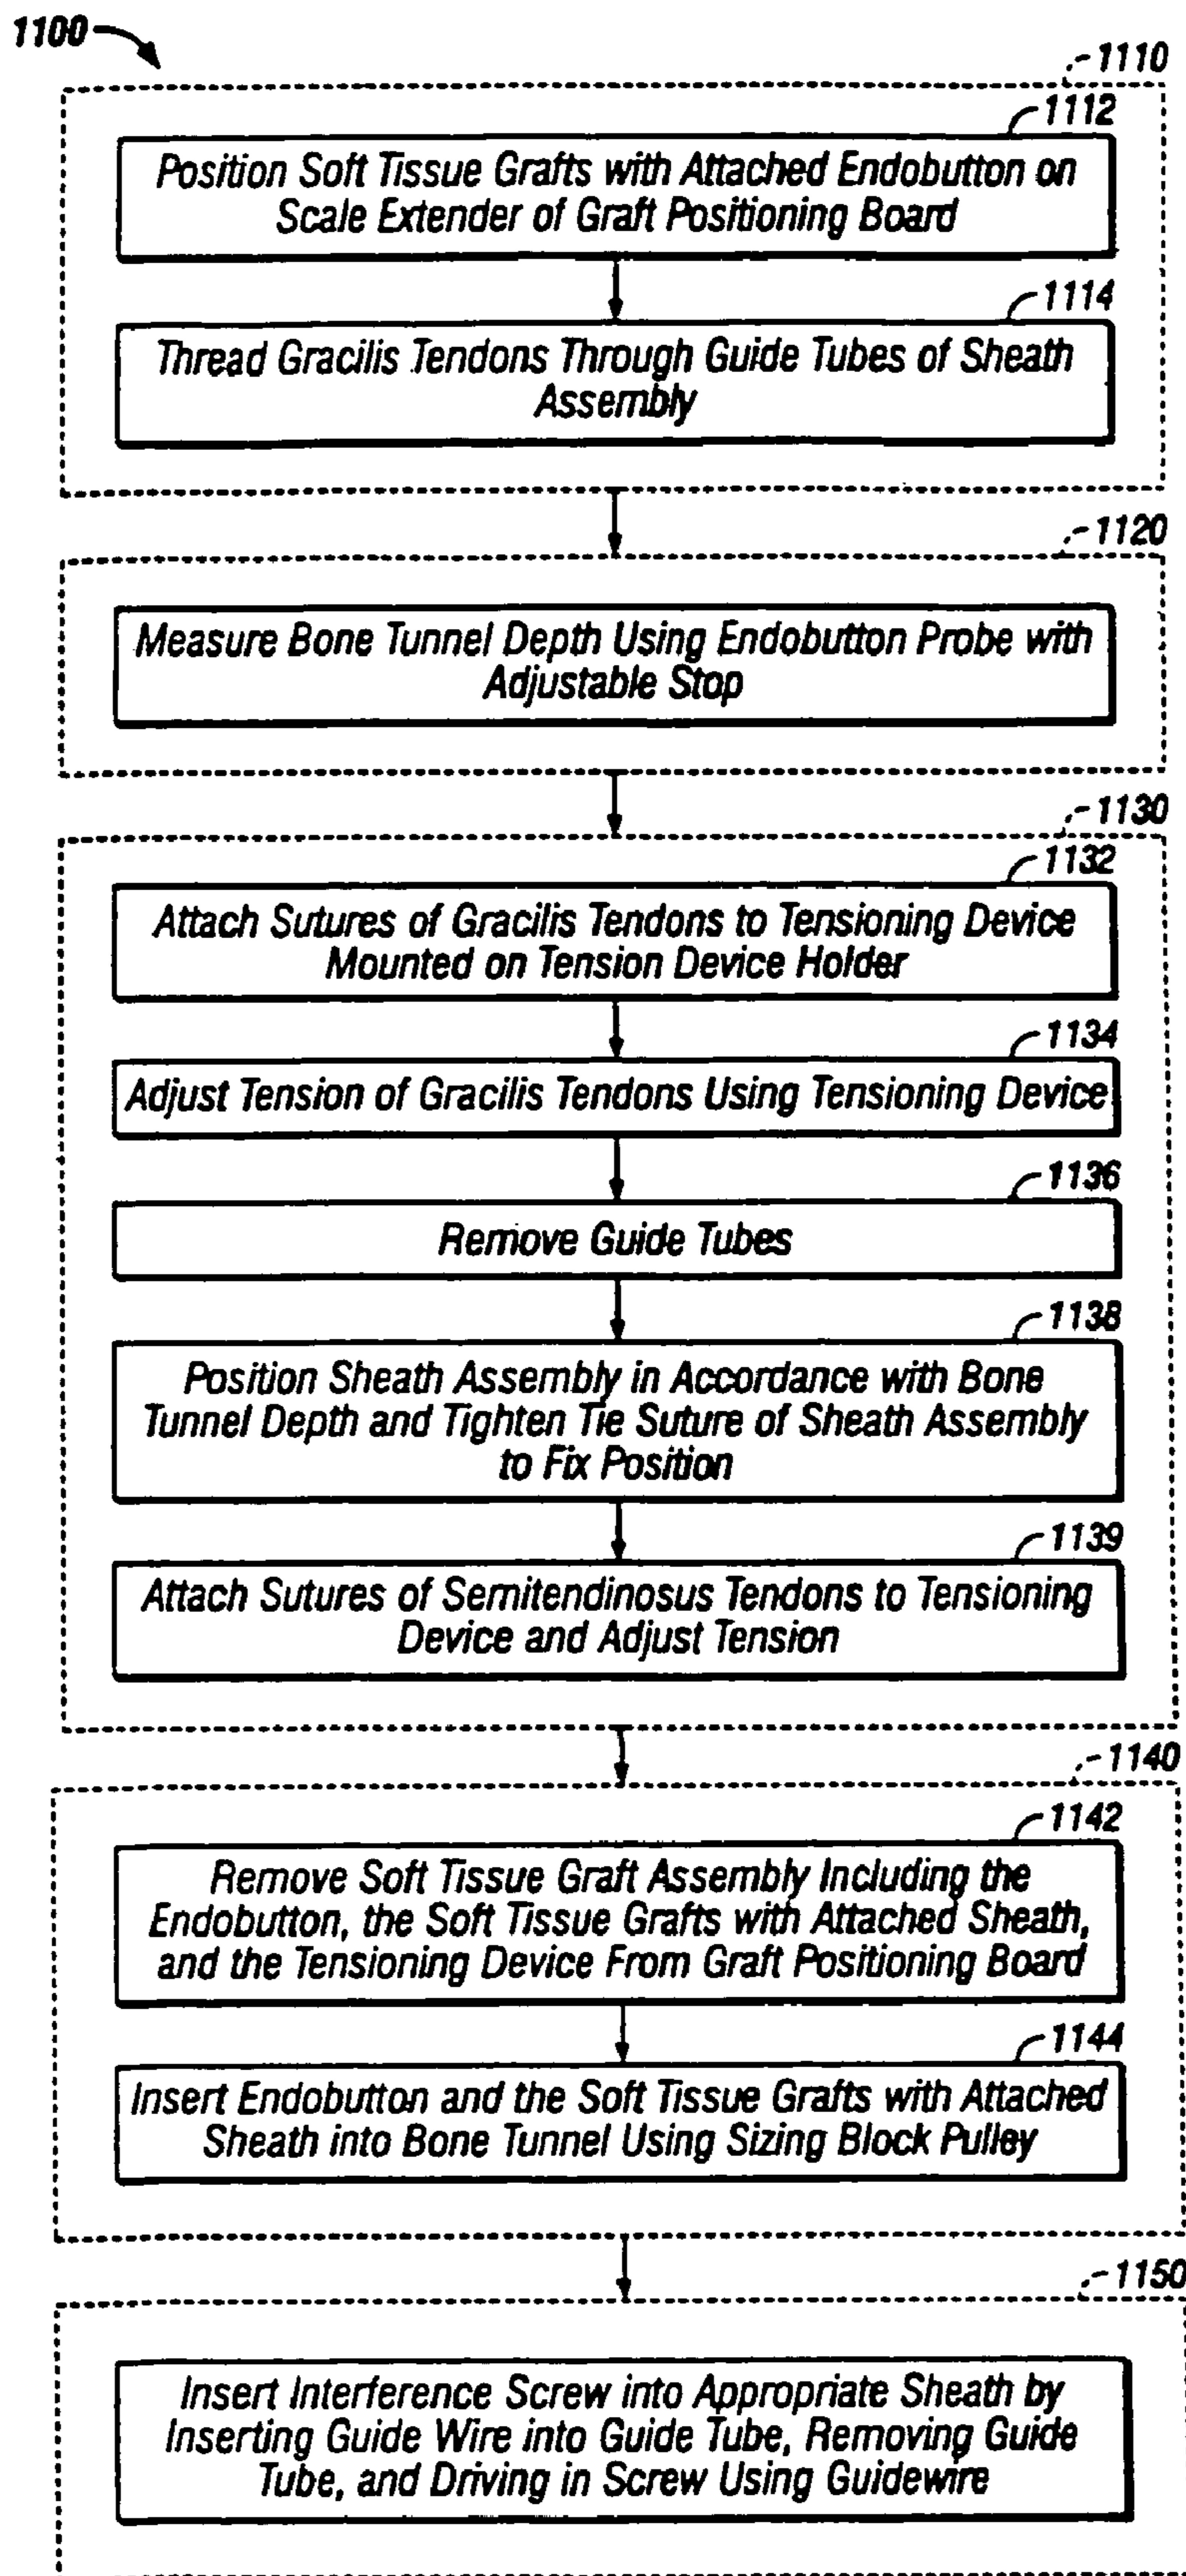 1100
1110
1112
Position Soft Tissue Grafts with Attached Endobutton on
Scale Extender of Graft Positioning Board
1114
Thread Gracilis Tendons Through Guide Tubes of Sheath
Assembly
1120
Measure Bone Tunnel Depth Using Endobutton Probe with
Adjustable Stop
1130
1132
Attach Sutures of Gracilis Tendons to Tensioning Device
Mounted on Tension Device Holder
1134
Adjust Tension of Gracilis Tendons Using Tensioning Device
1136
Remove Guide Tubes
1138
Position Sheath Assembly in Accordance with Bone
Tunnel Depth and Tighten Tie Suture of Sheath Assembly
to Fix Position
1139
Attach Sutures of Semitendinosus Tendons to Tensioning
Device and Adjust Tension
1140
1142
Remove Soft Tissue Graft Assembly Including the
Endobutton, the Soft Tissue Grafts with Attached Sheath,
and the Tensioning Device From Graft Positioning Board
1144
Insert Endobutton and the Soft Tissue Grafts with Attached
Sheath into Bone Tunnel Using Sizing Block Pulley
1150
Insert Interference Screw into Appropriate Sheath by
Inserting Guide Wire into Guide Tube, Removing Guide
Tube, and Driving in Screw Using Guidewire